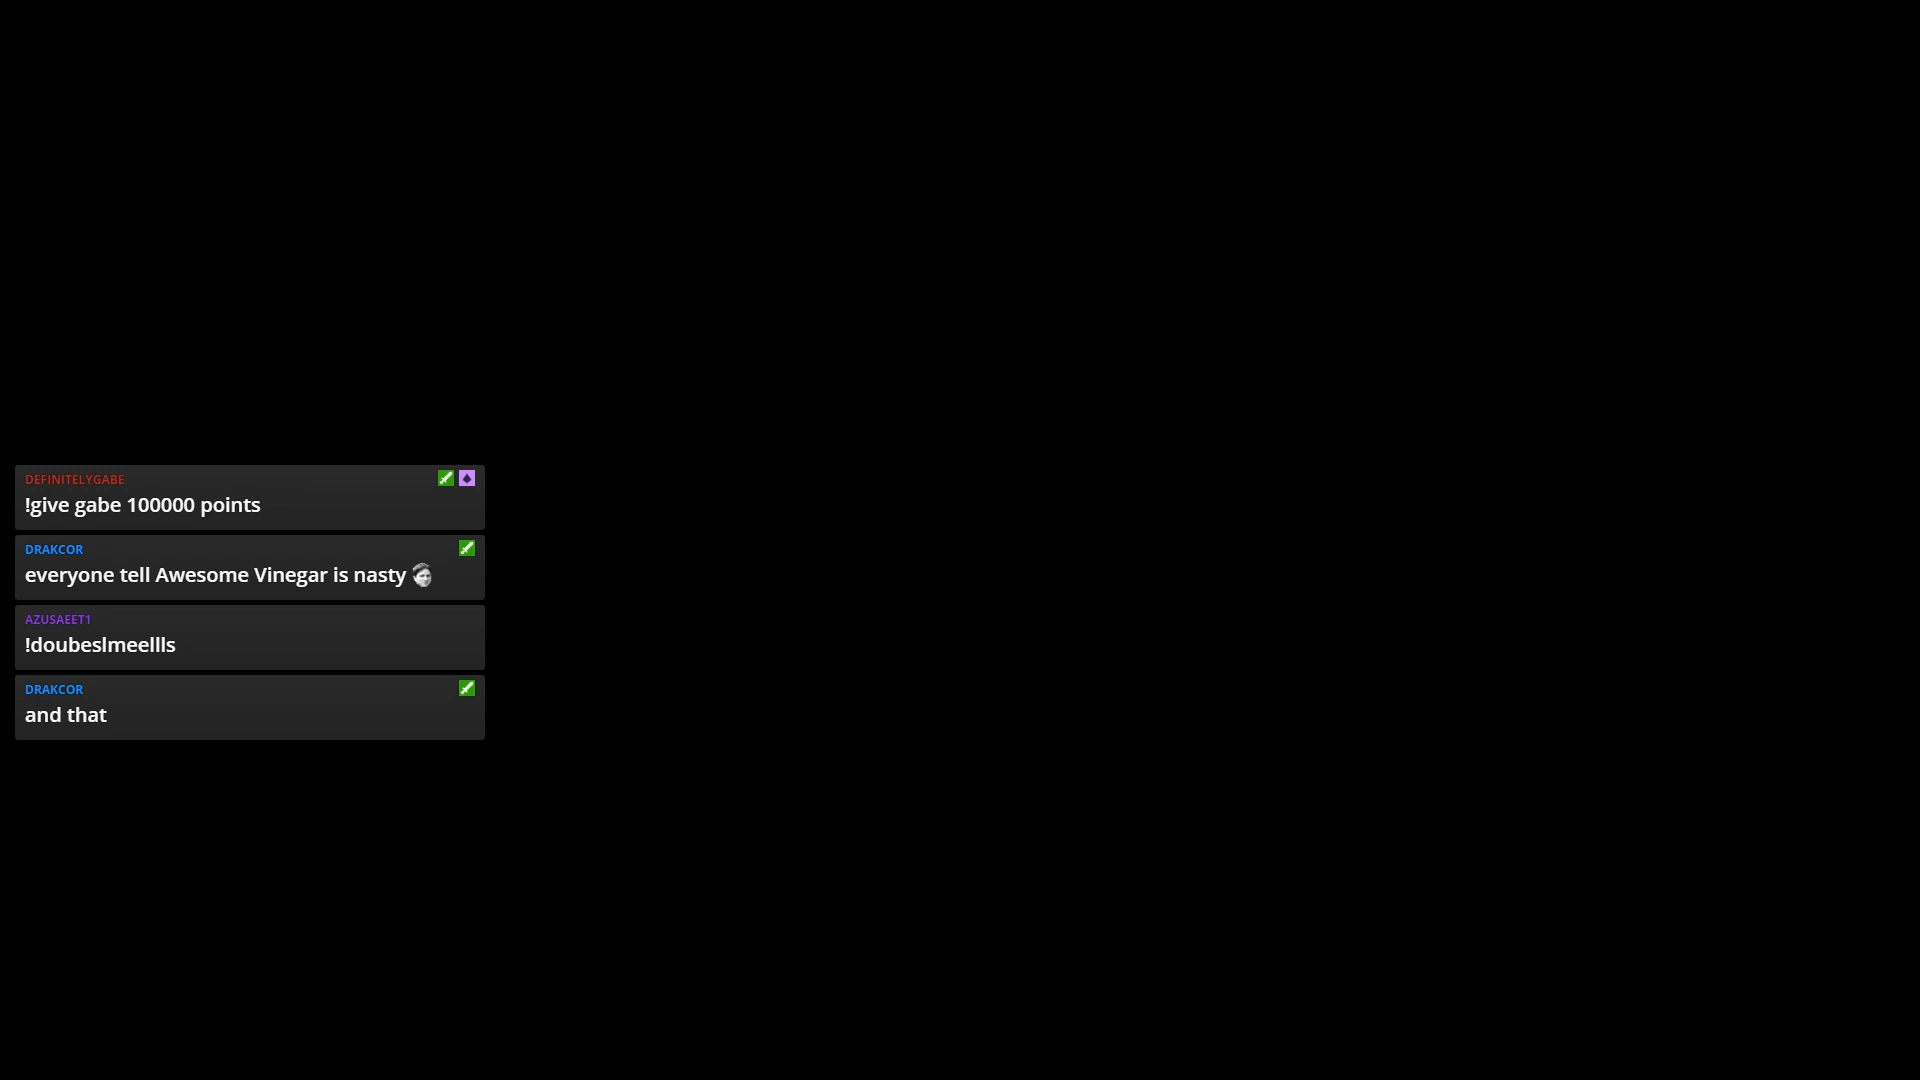 DEFINITELYGABE
!give gabe 100000 points
DRAKCOR
everyone tell Awesome Vinegar is nasty
AZUSAEET1
!doubeslmeellls
DRAKCOR
and that